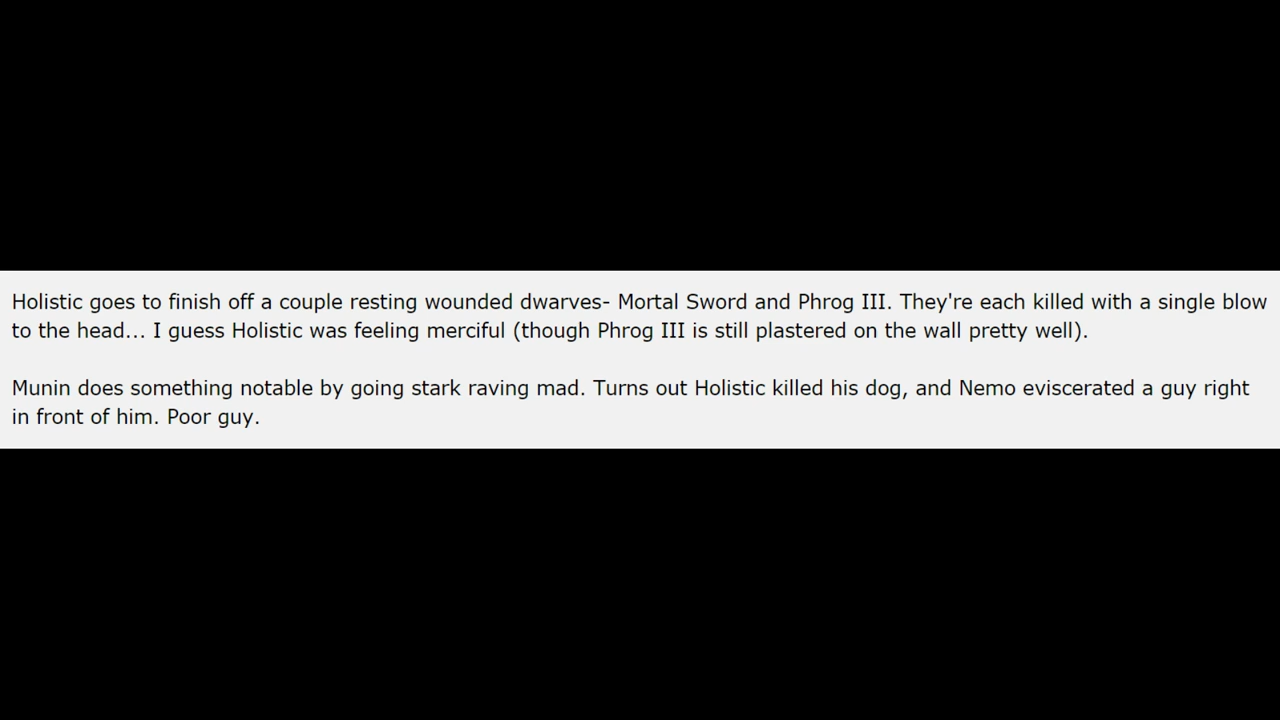 Holistic goes to finish off a couple resting wounded dwarves- Mortal Sword and Phrog III. They're each killed with a single blow
to the head... I guess Holistic was feeling merciful (though Phrog III is still plastered on the wall pretty well).
Munin does something notable by going stark raving mad. Turns out Holistic killed his dog, and Nemo eviscerated a guy right
in front of him. Poor guy.